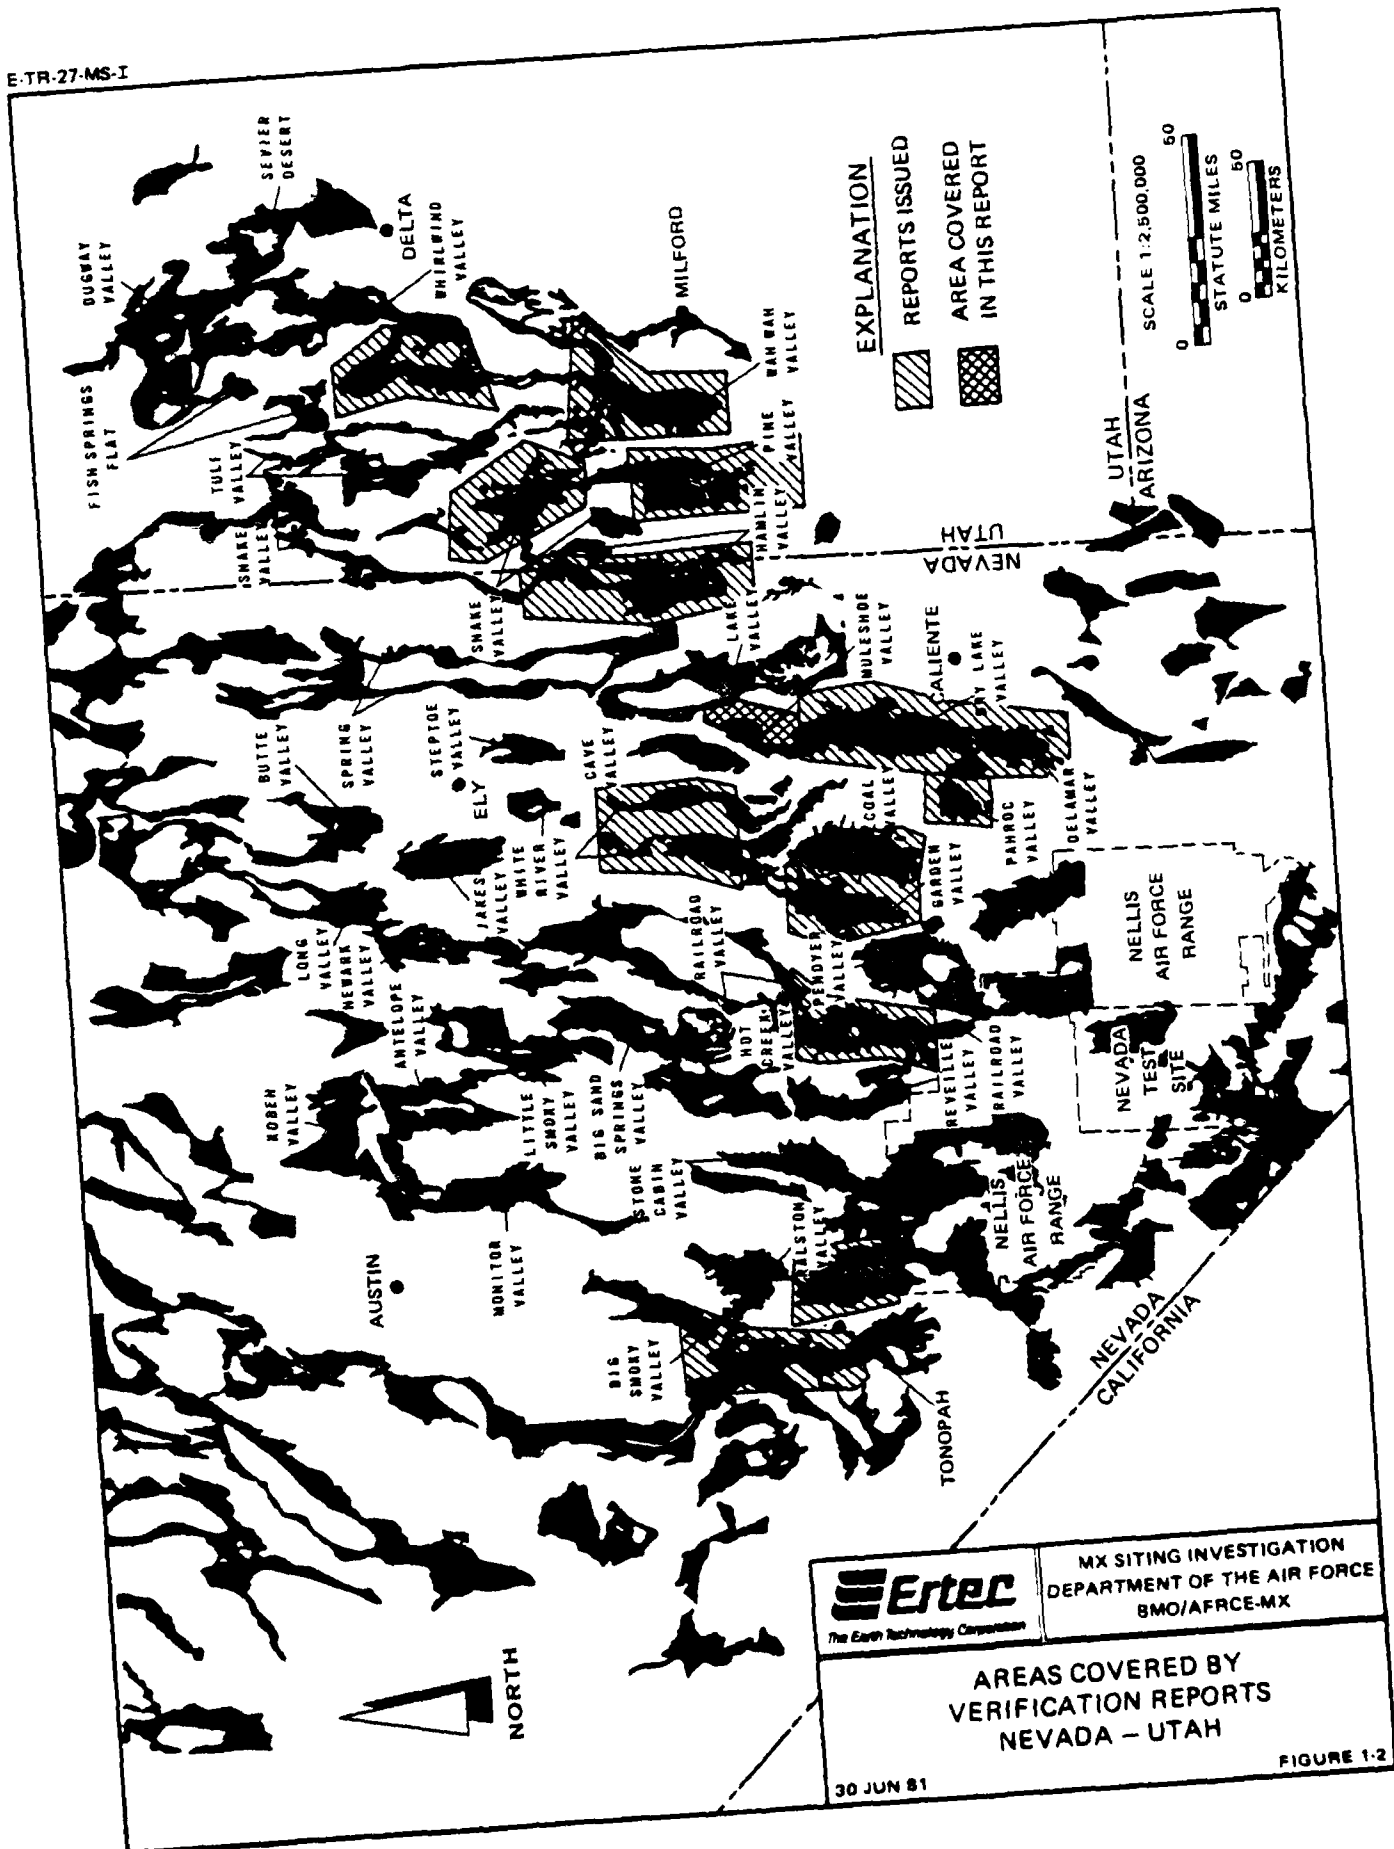 E-TR-27-MS-I
DUGWAY
VALLEY
SEVIER
DESERT
FISH SPRINGS
FLAT
DELTA
WHIRLWIND
VALLEY
TULE
VALLEY
SNAKE
VALLEY
MILFORD
WAH WAH
VALLEY
PINE
VALLEY
HAMLIN
VALLEY
SNAKE
VALLEY
LAKE
VALLEY
MULESHOE
VALLEY
BUTTE
VALLEY
SPRING
VALLEY
STEPTOE
VALLEY
ELY
CAVE
VALLEY
CALIENTE
DRY LAKE
VALLEY
JAKES
VALLEY
WHITE
RIVER
VALLEY
COAL
VALLEY
PAHROC
VALLEY
DELAMAR
VALLEY
GARDEN
VALLEY
LONG
VALLEY
NEWARK
VALLEY
ANTELOPE
VALLEY
RAILROAD
VALLEY
PENOYER
VALLEY
HOT
CREEK
VALLEY
KOBEH
VALLEY
LITTLE
SMOKY
VALLEY
BIG SAND
SPRINGS
VALLEY
REVEILLE
VALLEY
RAILROAD
VALLEY
STONE
CABIN
VALLEY
RALSTON
VALLEY
AUSTIN
MONITOR
VALLEY
BIG
SMOKY
VALLEY
TONOPAH
NELLIS
AIR FORCE
RANGE
NEVADA
TEST
SITE
NELLIS
AIR FORCE
RANGE
UTAH
NEVADA
UTAH
ARIZONA
NEVADA
CALIFORNIA
NORTH
EXPLANATION
REPORTS ISSUED
AREA COVERED
IN THIS REPORT
SCALE 1:2,500,000
0 50
STATUTE MILES
0 50
KILOMETERS
Ertec
The Earth Technology Corporation
MX SITING INVESTIGATION
DEPARTMENT OF THE AIR FORCE
BMO/AFRCE-MX
AREAS COVERED BY
VERIFICATION REPORTS
NEVADA – UTAH
30 JUN 81
FIGURE 1-2